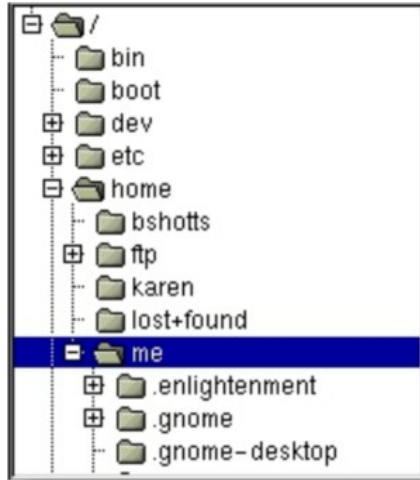 /
bin
boot
dev
etc
home
bshotts
ftp
karen
lost+found
me
.enlightenment
.gnome
.gnome-desktop